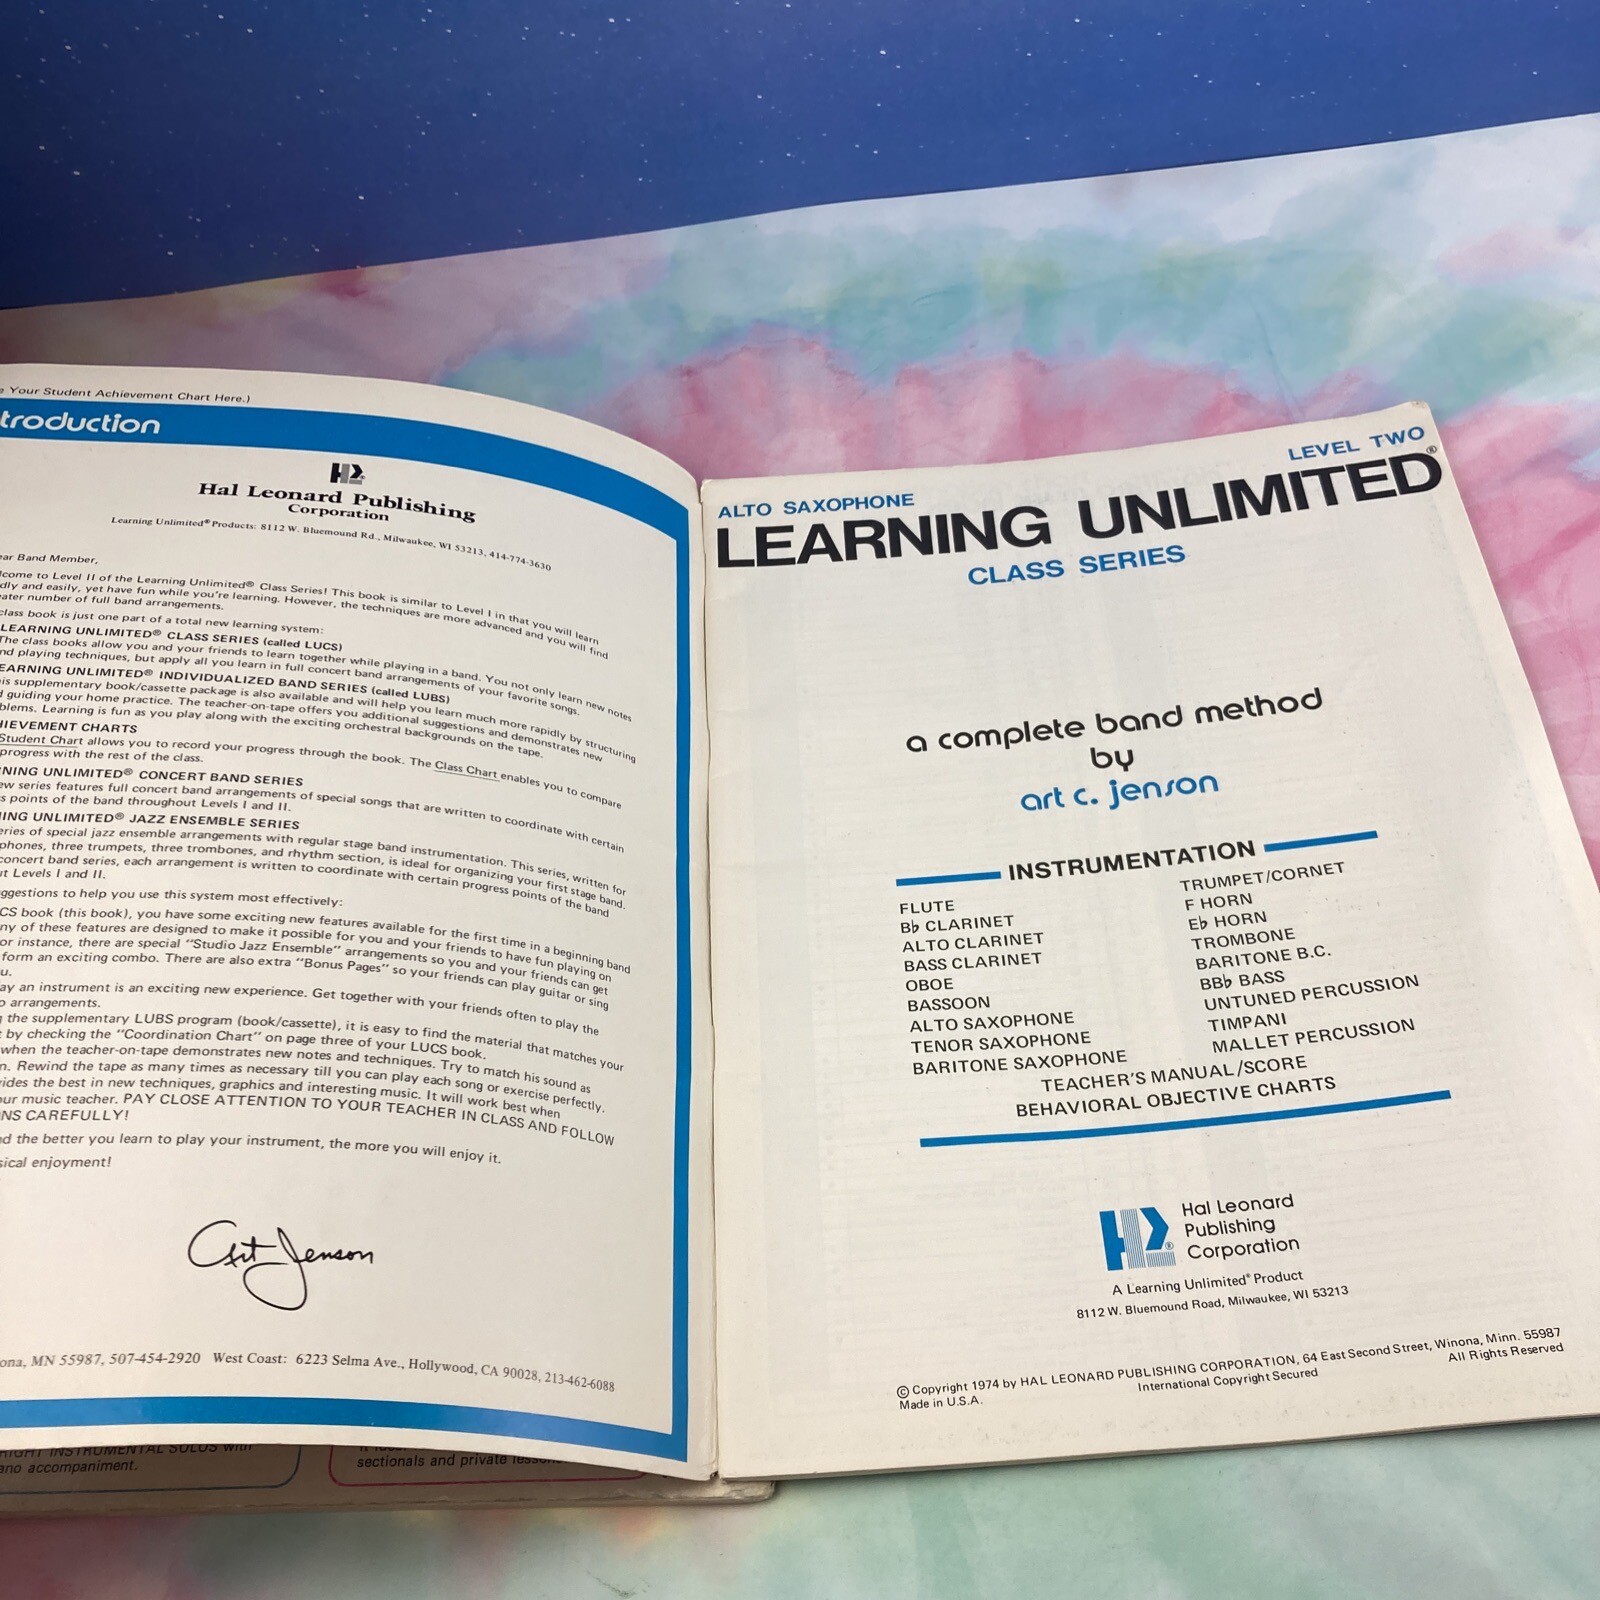 Your Student Achievement Chart Here.)
troduction
Hal Leonard Publishing
Corporation
Learning Unlimited® Products: 8112 W. Bluemound Rd., Milwaukee, WI 53213, 414-774-3630
ar Band Member,
lcome to Level II of the Learning Unlimited® Class Series! This book is similar to Level I in that you will learn
dly and easily, yet have fun while you're learning. However, the techniques are more advanced and you will find
ater number of full band arrangements.
class book is just one part of a total new learning system:
LEARNING UNLIMITED® CLASS SERIES (called LUCS)
The class books allow you and your friends to learn together while playing in a band. You not only learn new notes
nd playing techniques, but apply all you learn in full concert band arrangements of your favorite songs.
EARNING UNLIMITED® INDIVIDUALIZED BAND SERIES (called LUBS)
is supplementary book/cassette package is also available and will help you learn much more rapidly by structuring
d guiding your home practice. The teacher-on-tape offers you additional suggestions and demonstrates new
blems. Learning is fun as you play along with the exciting orchestral backgrounds on the tape.
HIEVEMENT CHARTS
Student Chart allows you to record your progress through the book. The Class Chart enables you to compare
progress with the rest of the class.
NING UNLIMITED® CONCERT BAND SERIES
ew series features full concert band arrangements of special songs that are written to coordinate with certain
s points of the band throughout Levels I and II.
ING UNLIMITED® JAZZ ENSEMBLE SERIES
eries of special jazz ensemble arrangements with regular stage band instrumentation. This series, written for
phones, three trumpets, three trombones, and rhythm section, is ideal for organizing your first stage band.
concert band series, each arrangement is written to coordinate with certain progress points of the band
ut Levels I and II.
ggestions to help you use this system most effectively:
CS book (this book), you have some exciting new features available for the first time in a beginning band
ny of these features are designed to make it possible for you and your friends to have fun playing on
or instance, there are special "Studio Jazz Ensemble" arrangements so you and your friends can get
form an exciting combo. There are also extra "Bonus Pages" so your friends can play guitar or sing
u.
ay an instrument is an exciting new experience. Get together with your friends often to play the
o arrangements.
the supplementary LUBS program (book/cassette), it is easy to find the material that matches your
t by checking the "Coordination Chart" on page three of your LUCS book.
when the teacher-on-tape demonstrates new notes and techniques. Try to match his sound as
n. Rewind the tape as many times as necessary till you can play each song or exercise perfectly.
vides the best in new techniques, graphics and interesting music. It will work best when
our music teacher. PAY CLOSE ATTENTION TO YOUR TEACHER IN CLASS AND FOLLOW
NS CAREFULLY!
nd the better you learn to play your instrument, the more you will enjoy it.
sical enjoyment!
Art Jenson
ona, MN 55987, 507-454-2920 West Coast: 6223 Selma Ave., Hollywood, CA 90028, 213-462-6088
RIGHT INSTRUMENTAL SOLOS with
ano accompaniment.
sectionals and private
LEVEL TWO
ALTO SAXOPHONE
LEARNING UNLIMITED®
CLASS SERIES
a complete band method
by
art c. jenson
INSTRUMENTATION
FLUTE
B♭ CLARINET
ALTO CLARINET
BASS CLARINET
OBOE
BASSOON
ALTO SAXOPHONE
TENOR SAXOPHONE
BARITONE SAXOPHONE
TRUMPET/CORNET
F HORN
E♭ HORN
TROMBONE
BARITONE B.C.
BB♭ BASS
UNTUNED PERCUSSION
TIMPANI
MALLET PERCUSSION
TEACHER'S MANUAL/SCORE
BEHAVIORAL OBJECTIVE CHARTS
Hal Leonard
Publishing
Corporation
A Learning Unlimited® Product
8112 W. Bluemound Road, Milwaukee, WI 53213
© Copyright 1974 by HAL LEONARD PUBLISHING CORPORATION, 64 East Second Street, Winona, Minn. 55987
Made in U.S.A. International Copyright Secured All Rights Reserved